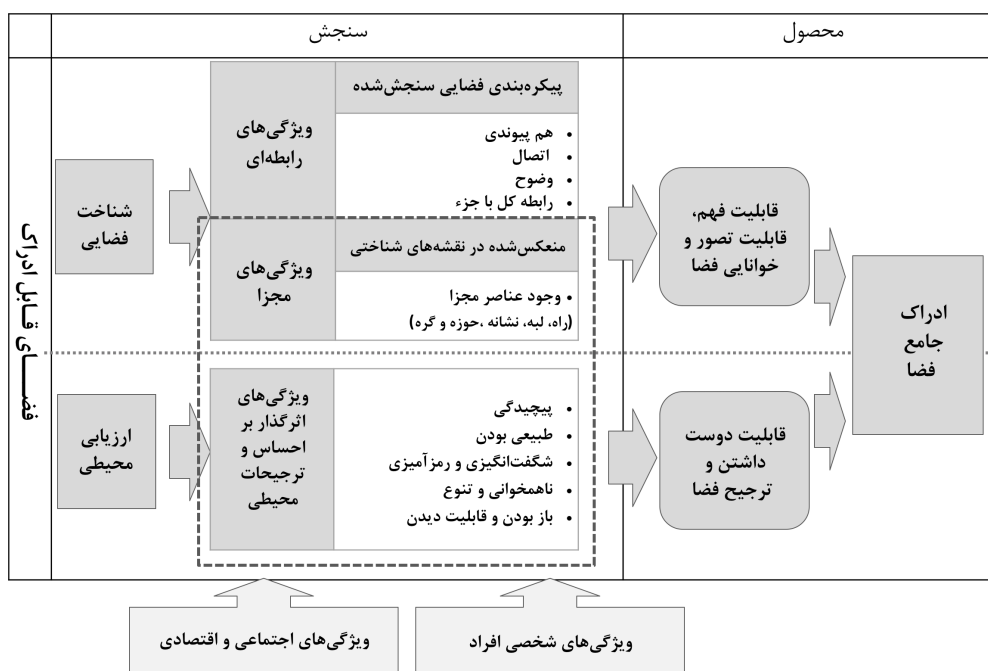 سنجش
محصول
فضـــــای قـابل ادراک
شناخت
فضایی
ویژگی‌های
رابطه‌ای
پیکره‌بندی فضایی سنجش‌شده
• هم پیوندی
• اتصال
• وضوح
• رابطه کل با جزء
ویژگی‌های
مجزا
منعکس‌شده در نقشه‌های شناختی
• وجود عناصر مجزا
(راه، لبه، نشانه ،حوزه و گره)
قابلیت فهم،
قابلیت تصور و
خوانایی فضا
ادراک
جامع
فضا
ارزیابی
محیطی
ویژگی‌های
اثرگذار بر
احساس و
ترجیحات
محیطی
• پیچیدگی
• طبیعی بودن
• شگفت‌انگیزی و رمزآمیزی
• ناهمخوانی و تنوع
• باز بودن و قابلیت دیدن
قابلیت دوست
داشتن و
ترجیح فضا
ویژگی‌های اجتماعی و اقتصادی
ویژگی‌های شخصی افراد